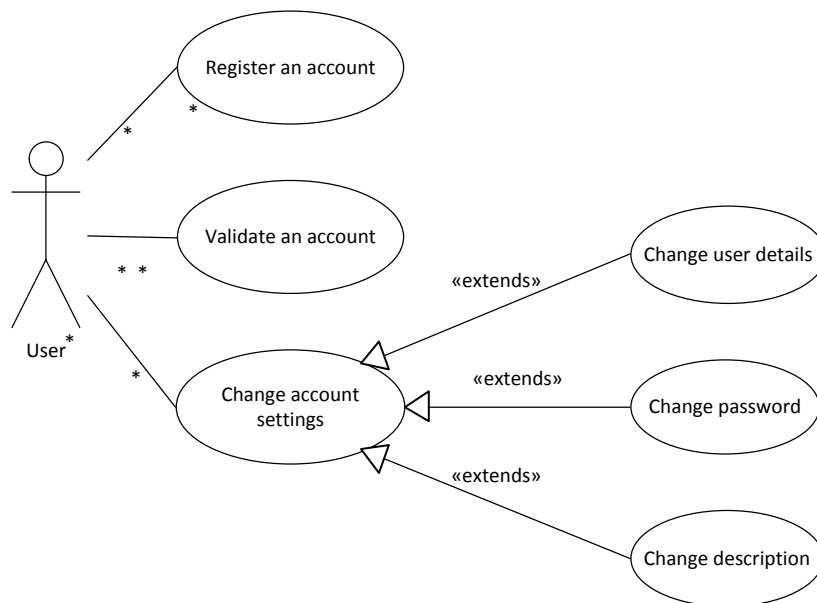 Register an account
*
*
Validate an account
* *
User*
*
Change account
settings
«extends»
Change user details
«extends»
Change password
«extends»
Change description